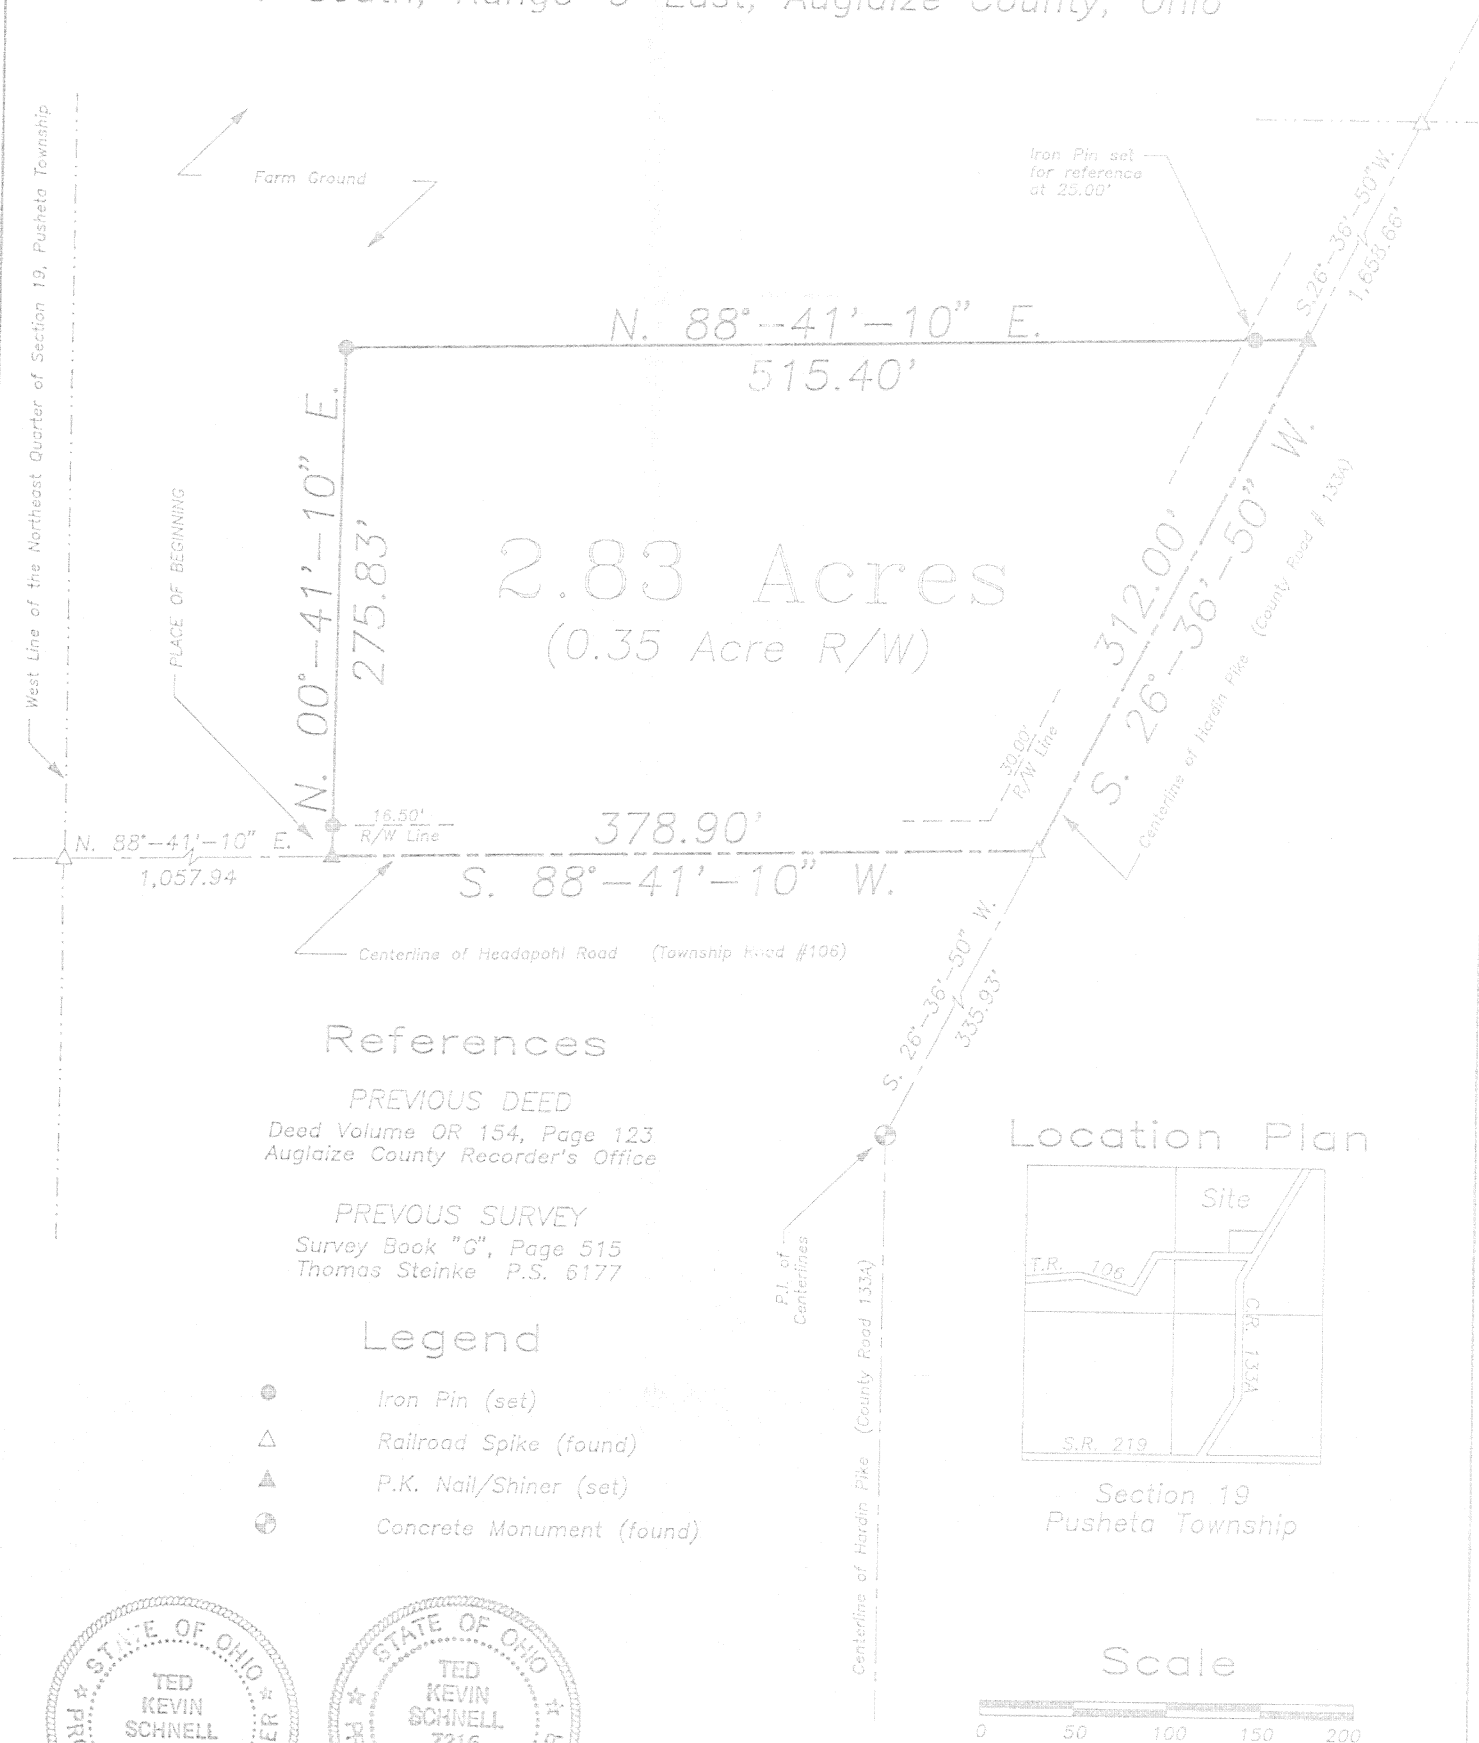 South, Range East, Auglaize County, Ohio
West Line of the Northeast Quarter of Section 19, Pusheta Township
Farm Ground
Iron Pin set
for reference
at 25.00'
S.26°-36'-50"W.
1,658.66'
N. 88°-41'-10" E.
515.40'
N. 00°-41'-10" E.
275.83'
PLACE OF BEGINNING
2.83 Acres
(0.35 Acre R/W)
312.00'
S. 26°-36'-50" W.
Centerline of Hardin Pike (County Road # 133A)
30.00'
R/W Line
16.50'
R/W Line
378.90'
S. 88°-41'-10" W.
N. 88°-41'-10" E.
1,057.94
Centerline of Headapohl Road (Township Road #106)
S. 26°-36'-50" W.
335.93'
References
PREVIOUS DEED
Deed Volume OR 154, Page 123
Auglaize County Recorder's Office
PREVOUS SURVEY
Survey Book "G", Page 515
Thomas Steinke P.S. 6177
P.I. of
Centerlines
Centerline of Hardin Pike (County Road 133A)
Location Plan
Site
T.R. 106
C.R. 133A
S.R. 219
Section 19
Pusheta Township
Legend
Iron Pin (set)
Railroad Spike (found)
P.K. Nail/Shiner (set)
Concrete Monument (found)
STATE OF OHIO
TED
KEVIN
SCHNELL
STATE OF OHIO
TED
KEVIN
SCHNELL
Scale
0 50 100 150 200